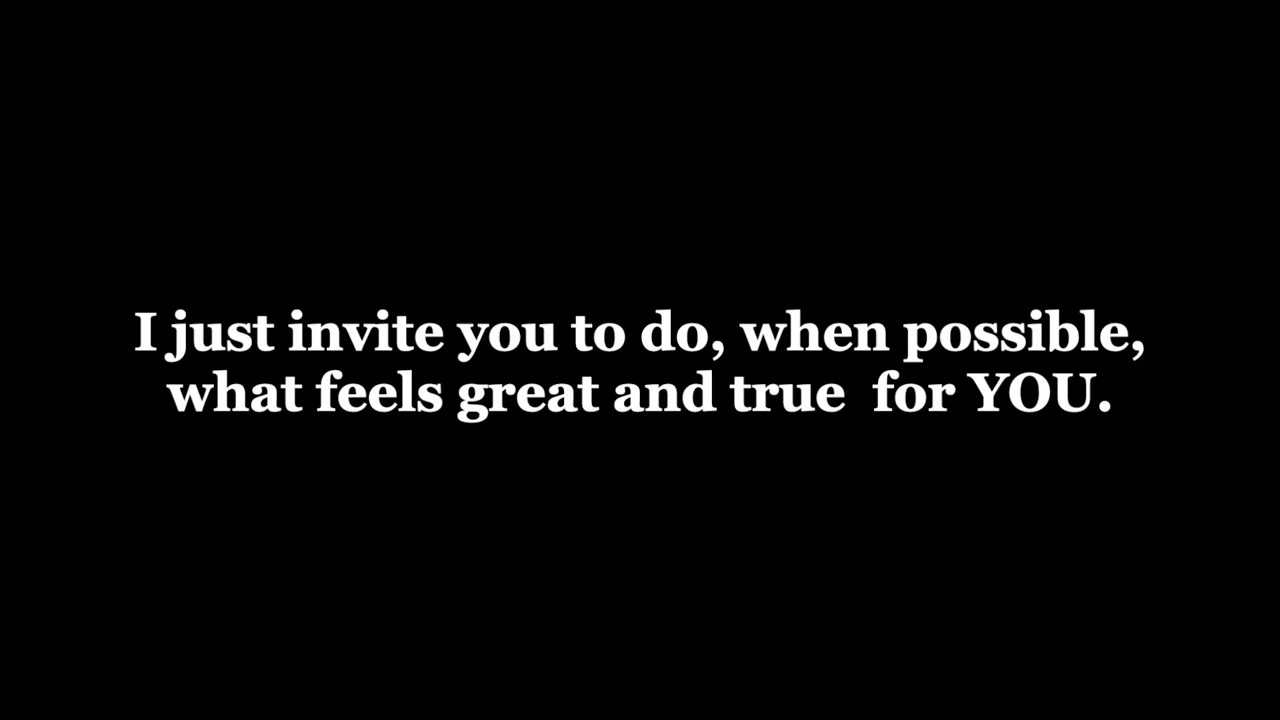 I just invite you to do, when possible,
what feels great and true  for YOU.